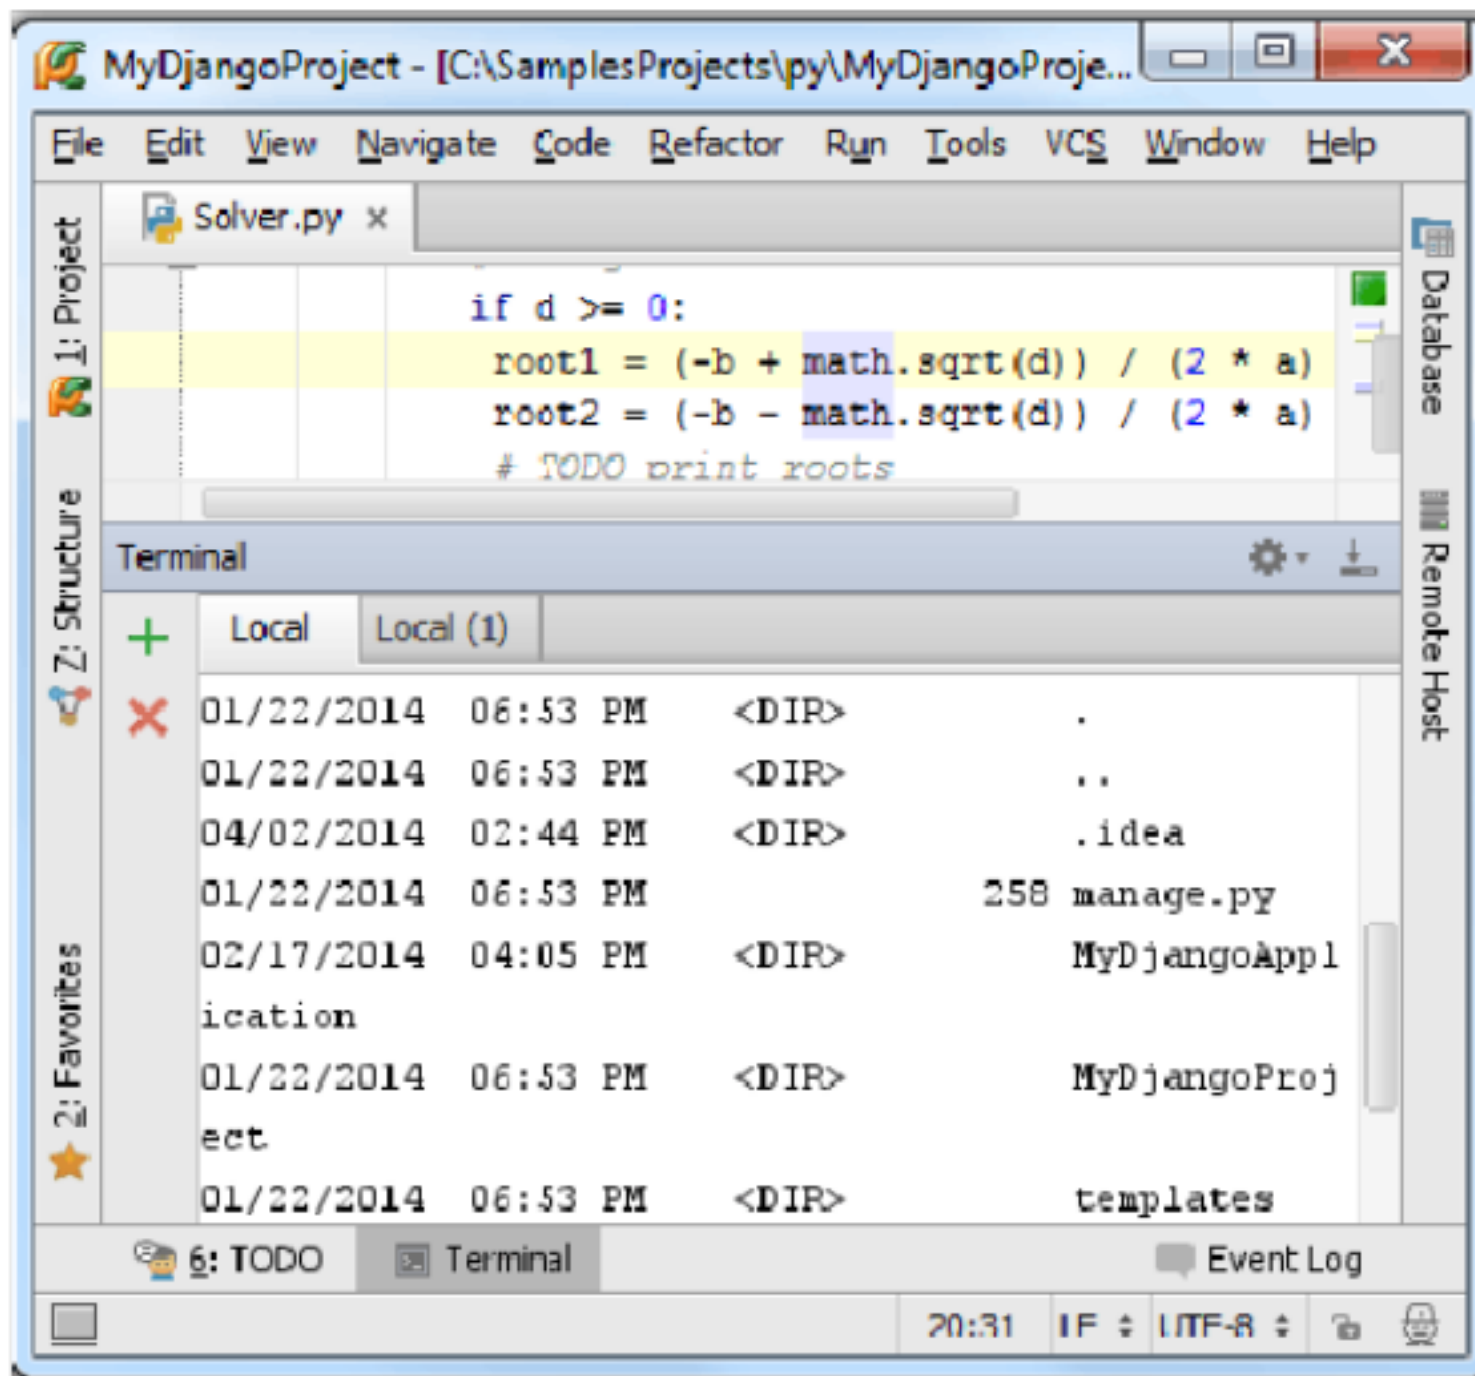 MyDjangoProject - [C:\SamplesProjects\py\MyDjangoProje...
File Edit View Navigate Code Refactor Run Tools VCS Window Help
Solver.py
if d >= 0:
root1 = (-b + math.sqrt(d)) / (2 * a)
root2 = (-b - math.sqrt(d)) / (2 * a)
# TODO print roots
1: Project
Z: Structure
2: Favorites
Database
Remote Host
Terminal
Local Local (1)
01/22/2014 06:53 PM <DIR> .
01/22/2014 06:53 PM <DIR> ..
04/02/2014 02:44 PM <DIR> .idea
01/22/2014 06:53 PM 258 manage.py
02/17/2014 04:05 PM <DIR> MyDjangoAppl
ication
01/22/2014 06:53 PM <DIR> MyDjangoProj
ect
01/22/2014 06:53 PM <DIR> templates
6: TODO Terminal Event Log
20:31 LF UTF-8